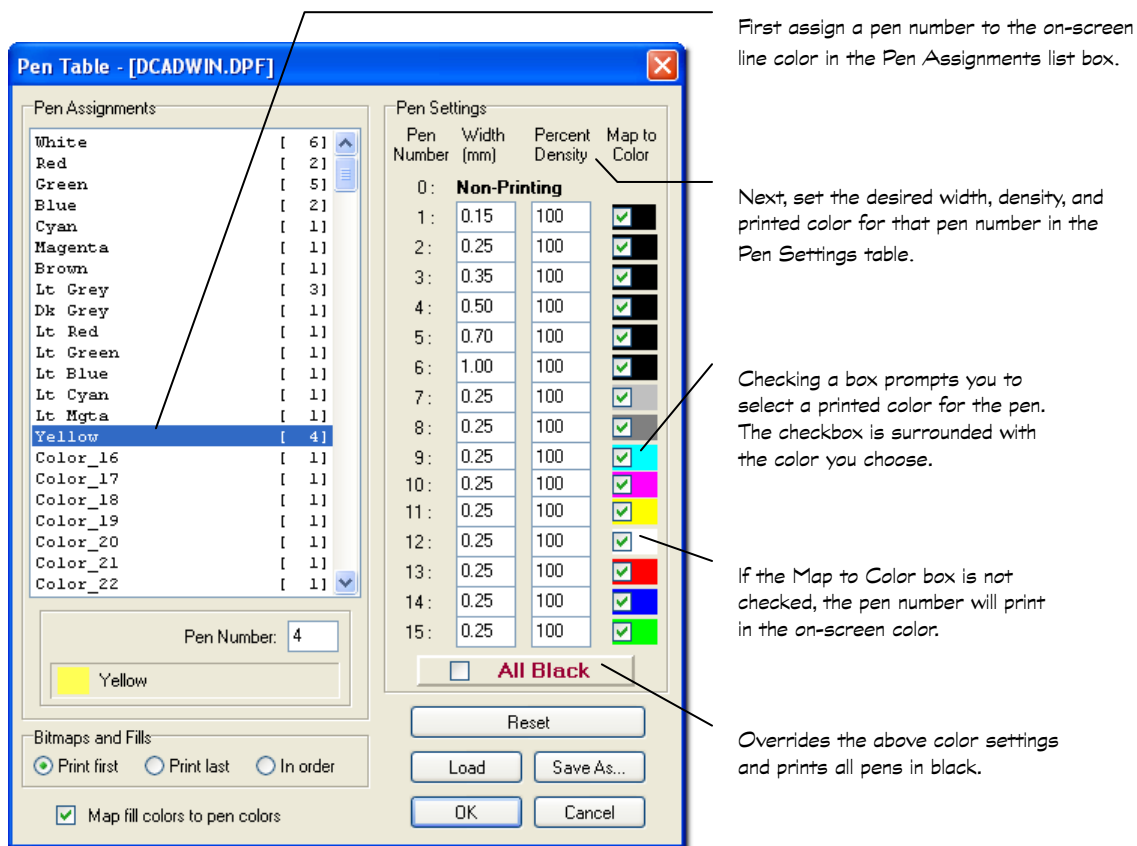 First assign a pen number to the on-screen
line color in the Pen Assignments list box.
Pen Table - [DCADWIN.DPF]
Pen Assignments
White [ 6]
Red [ 2]
Green [ 5]
Blue [ 2]
Cyan [ 1]
Magenta [ 1]
Brown [ 1]
Lt Grey [ 3]
Dk Grey [ 1]
Lt Red [ 1]
Lt Green [ 1]
Lt Blue [ 1]
Lt Cyan [ 1]
Lt Mgta [ 1]
Yellow [ 4]
Color_16 [ 1]
Color_17 [ 1]
Color_18 [ 1]
Color_19 [ 1]
Color_20 [ 1]
Color_21 [ 1]
Color_22 [ 1]
Pen Number: 4
Yellow
Bitmaps and Fills
Print first Print last In order
Map fill colors to pen colors
Pen Settings
Pen Width Percent Map to
Number (mm) Density Color
0: Non-Printing
1: 0.15 100
2: 0.25 100
3: 0.35 100
4: 0.50 100
5: 0.70 100
6: 1.00 100
7: 0.25 100
8: 0.25 100
9: 0.25 100
10: 0.25 100
11: 0.25 100
12: 0.25 100
13: 0.25 100
14: 0.25 100
15: 0.25 100
All Black
Reset
Load Save As...
OK Cancel
Next, set the desired width, density, and
printed color for that pen number in the
Pen Settings table.
Checking a box prompts you to
select a printed color for the pen.
The checkbox is surrounded with
the color you choose.
If the Map to Color box is not
checked, the pen number will print
in the on-screen color.
Overrides the above color settings
and prints all pens in black.